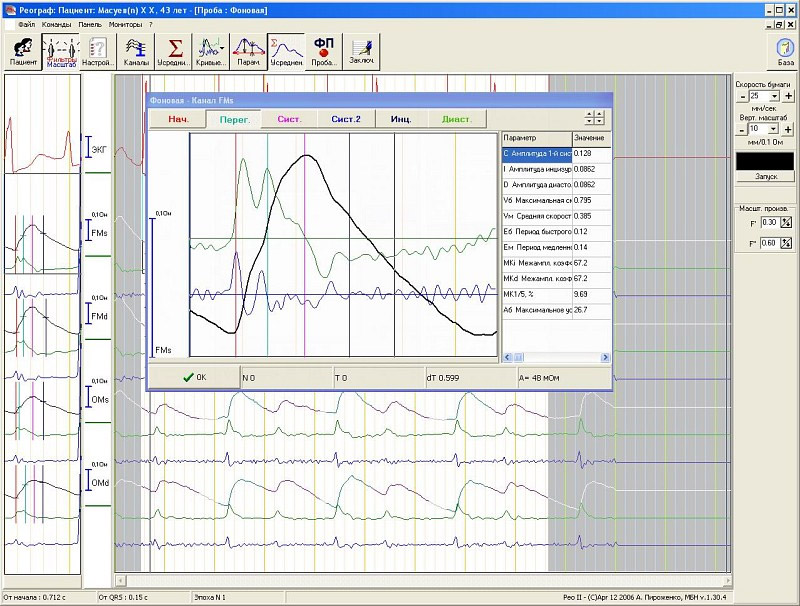 Реограф: Пациент: Масуев(n) X X, 43 лет - [Проба : Фоновая]
Файл Команды Панель Мониторы ?
Пациент Фильтры Масштаб Настрой.. Каналы Усредни.. Кривые... Парам. Усреднен. ФП Проба... Заключ. База
Скорость бумаги
- 25 +
мм/сек
Верт. масштаб
- 10 +
мм/0.1 Ом
Запуск
Масшт. произв.
F' 0.30 %
F'' 0.60 %
ЭКГ
0,1Ом
FMs
0,1Ом
FMd
0,1Ом
OMs
0,1Ом
OMd
Фоновая - Канал FMs
Нач. Перег. Сист. Сист.2 Инц. Диаст.
0,1Ом
FMs
Параметр Значение
C Амплитуда 1-й сист 0.128
I Амплитуда инцизур 0.0862
D Амплитуда диасто. 0.0862
Vб Максимальная ск 0.795
Vм Средняя скорост 0.385
Eб Период быстрого 0.12
Eм Период медленно 0.14
MKi Межампл. коэфф 67.2
MKd Межампл. коэф 67.2
MK1/5, % 9.69
Aб Максимальное ус 26.7
OK N 0 T 0 dT 0.599 A= 48 мОм
От начала : 0.712 с От QRS : 0.15 с Эпоха N 1 Рео II - (C)Apr 12 2006 А. Пироженко, МБН v.1.30.4